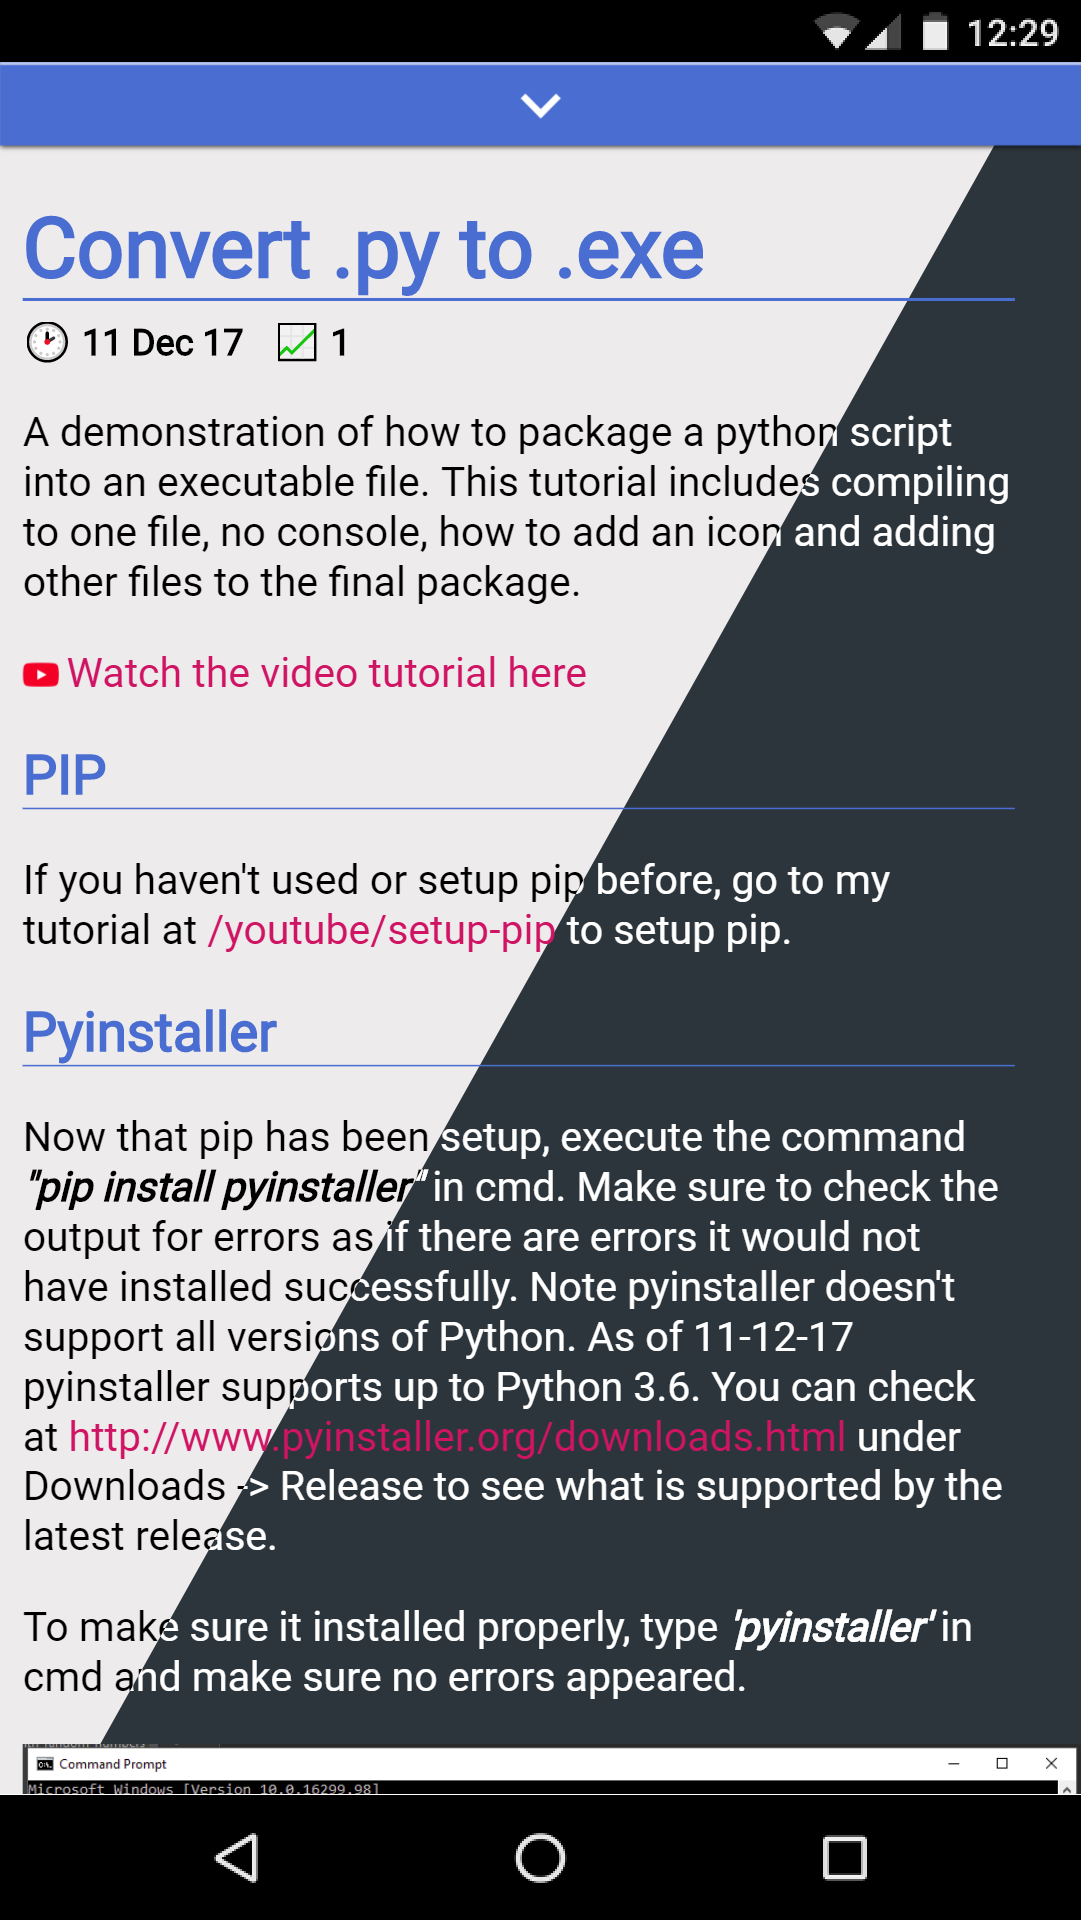 12:29
Convert .py to .exe
11 Dec 17 1
A demonstration of how to package a python script
into an executable file. This tutorial includes compiling
to one file, no console, how to add an icon and adding
other files to the final package.
Watch the video tutorial here
PIP
If you haven't used or setup pip before, go to my
tutorial at /youtube/setup-pip to setup pip.
Pyinstaller
Now that pip has been setup, execute the command
"pip install pyinstaller" in cmd. Make sure to check the
output for errors as if there are errors it would not
have installed successfully. Note pyinstaller doesn't
support all versions of Python. As of 11-12-17
pyinstaller supports up to Python 3.6. You can check
at http://www.pyinstaller.org/downloads.html under
Downloads -> Release to see what is supported by the
latest release.
To make sure it installed properly, type 'pyinstaller' in
cmd and make sure no errors appeared.
Command Prompt
Microsoft Windows [Version 10.0.16299.98]